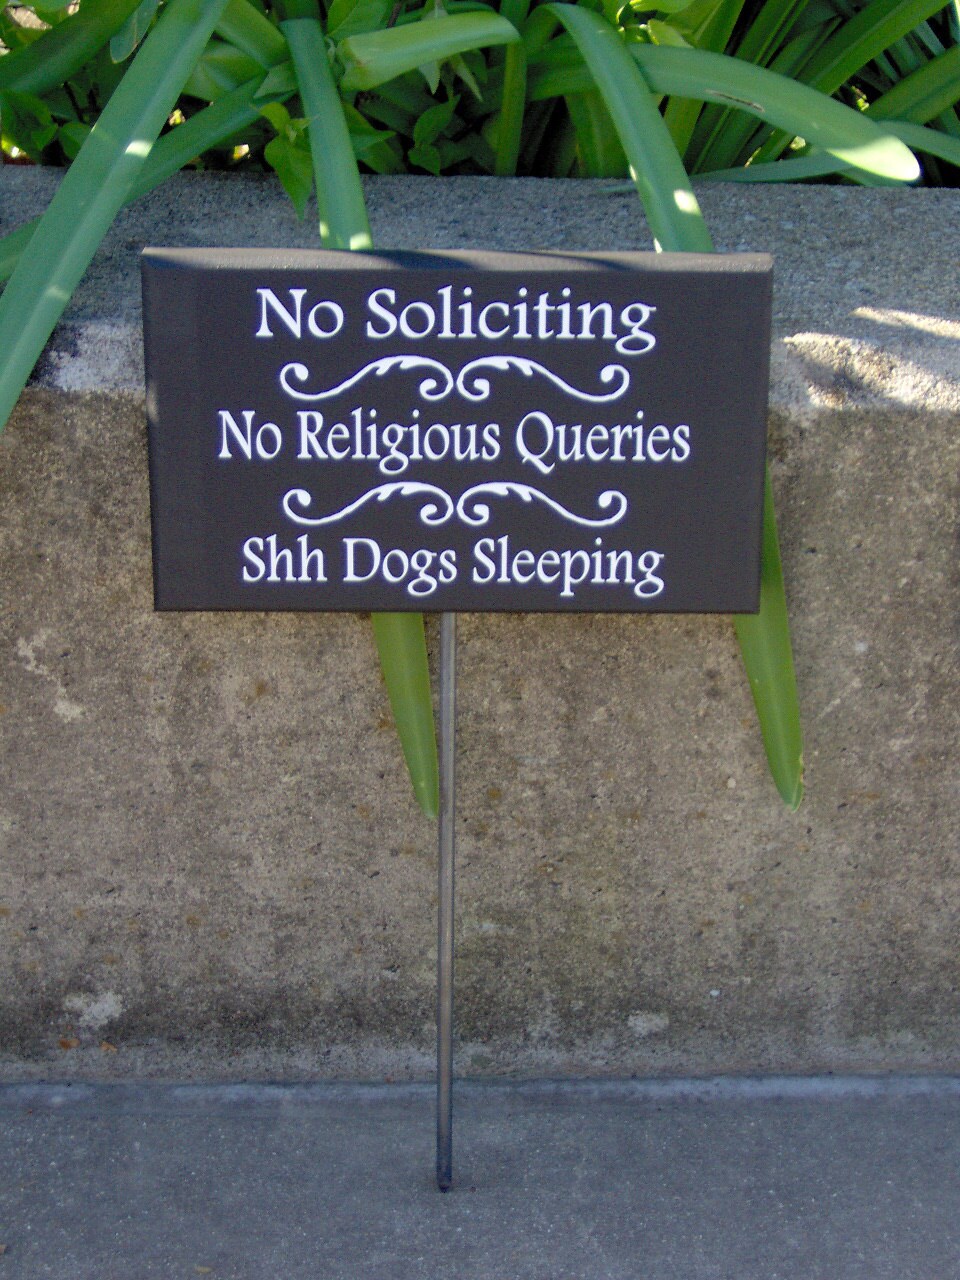 No Soliciting
No Religious Queries
Shh Dogs Sleeping